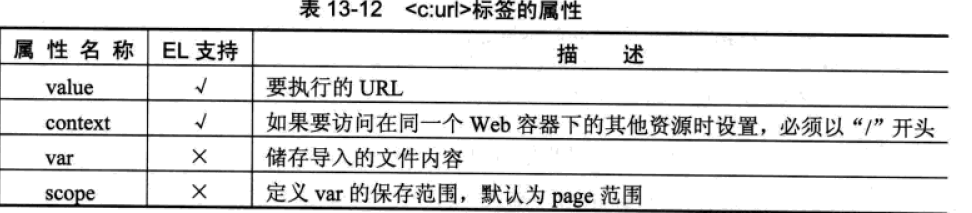 表 13-12 <c:url>标签的属性
属 性 名 称 EL 支持 描 述
value √ 要执行的 URL
context √ 如果要访问在同一个 Web 容器下的其他资源时设置，必须以“/”开头
var × 储存导入的文件内容
scope × 定义 var 的保存范围，默认为 page 范围